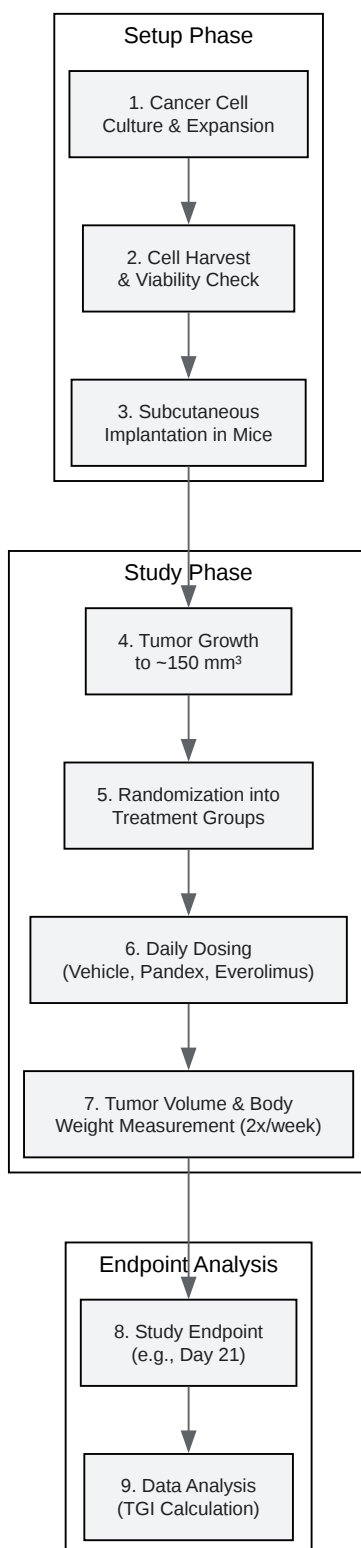 Setup Phase
1. Cancer Cell
Culture & Expansion
2. Cell Harvest
& Viability Check
3. Subcutaneous
Implantation in Mice
Study Phase
4. Tumor Growth
to ~150 mm³
5. Randomization into
Treatment Groups
6. Daily Dosing
(Vehicle, Pandex, Everolimus)
7. Tumor Volume & Body
Weight Measurement (2x/week)
Endpoint Analysis
8. Study Endpoint
(e.g., Day 21)
9. Data Analysis
(TGI Calculation)